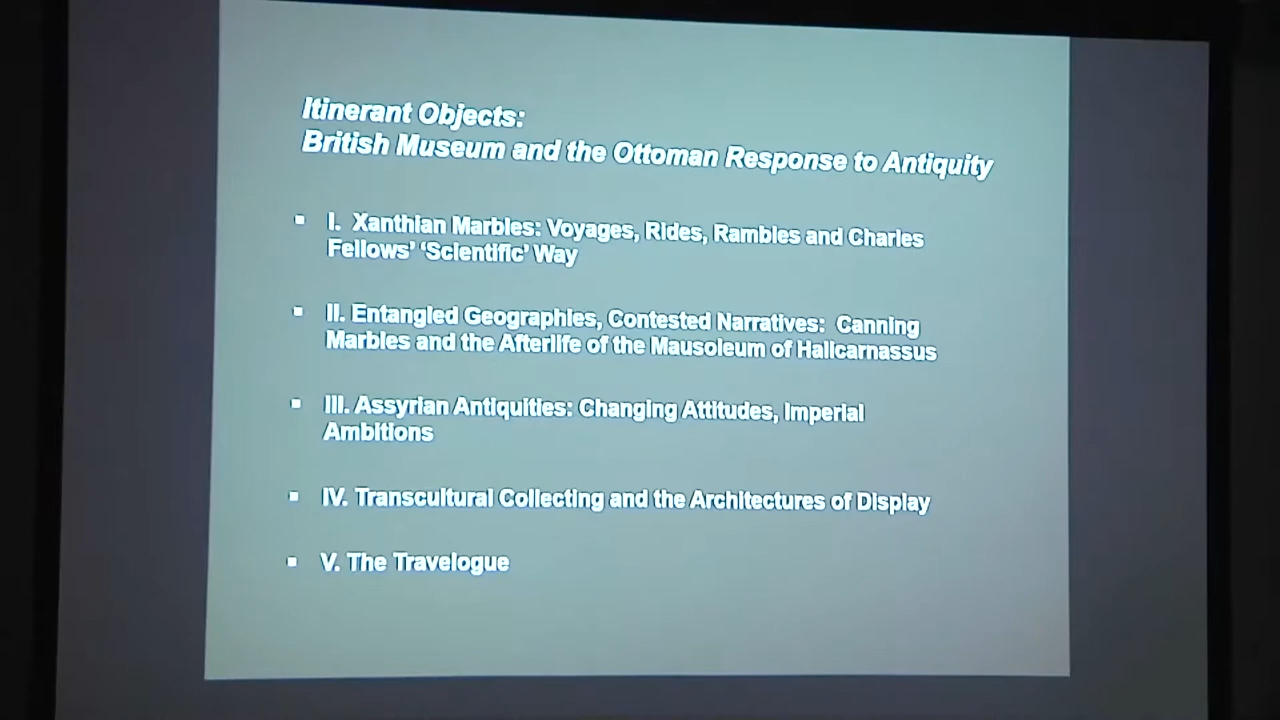 Itinerant Objects:
British Museum and the Ottoman Response to Antiquity
▪ I. Xanthian Marbles: Voyages, Rides, Rambles and Charles
Fellows’ ‘Scientific’ Way
▪ II. Entangled Geographies, Contested Narratives: Canning
Marbles and the Afterlife of the Mausoleum of Halicarnassus
▪ III. Assyrian Antiquities: Changing Attitudes, Imperial
Ambitions
▪ IV. Transcultural Collecting and the Architectures of Display
▪ V. The Travelogue